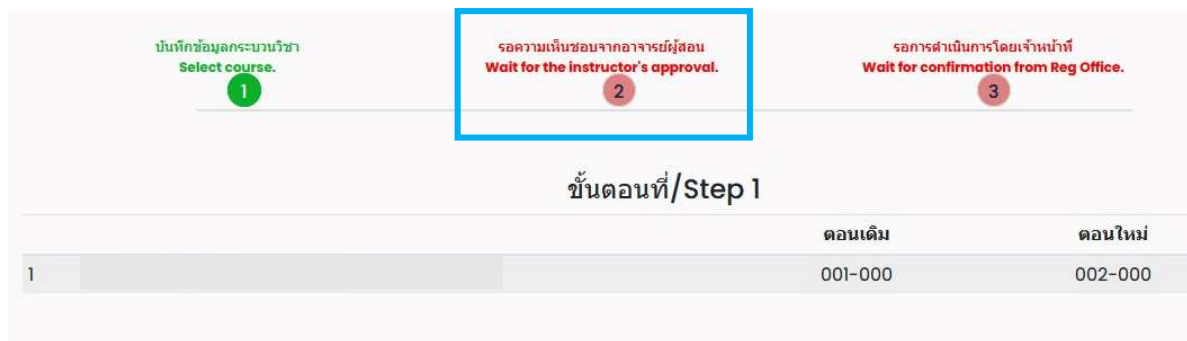 บันทึกข้อมูลกระบวนวิชา
Select course.
1
รอความเห็นชอบจากอาจารย์ผู้สอน
Wait for the instructor's approval.
2
รอการดำเนินการโดยเจ้าหน้าที่
Wait for confirmation from Reg Office.
3
ขั้นตอนที่/Step 1
ตอนเดิม ตอนใหม่
1 001-000 002-000